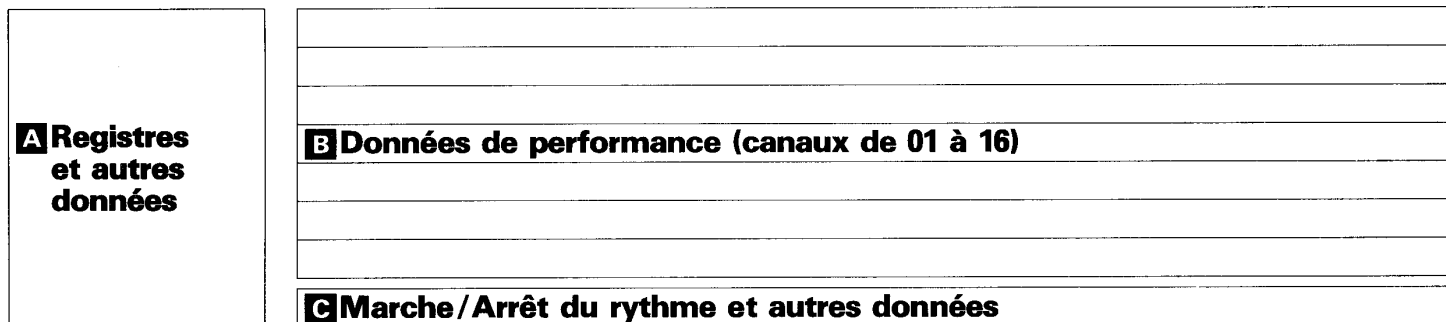 A Registres
et autres
données
B Données de performance (canaux de 01 à 16)
C Marche/Arrêt du rythme et autres données